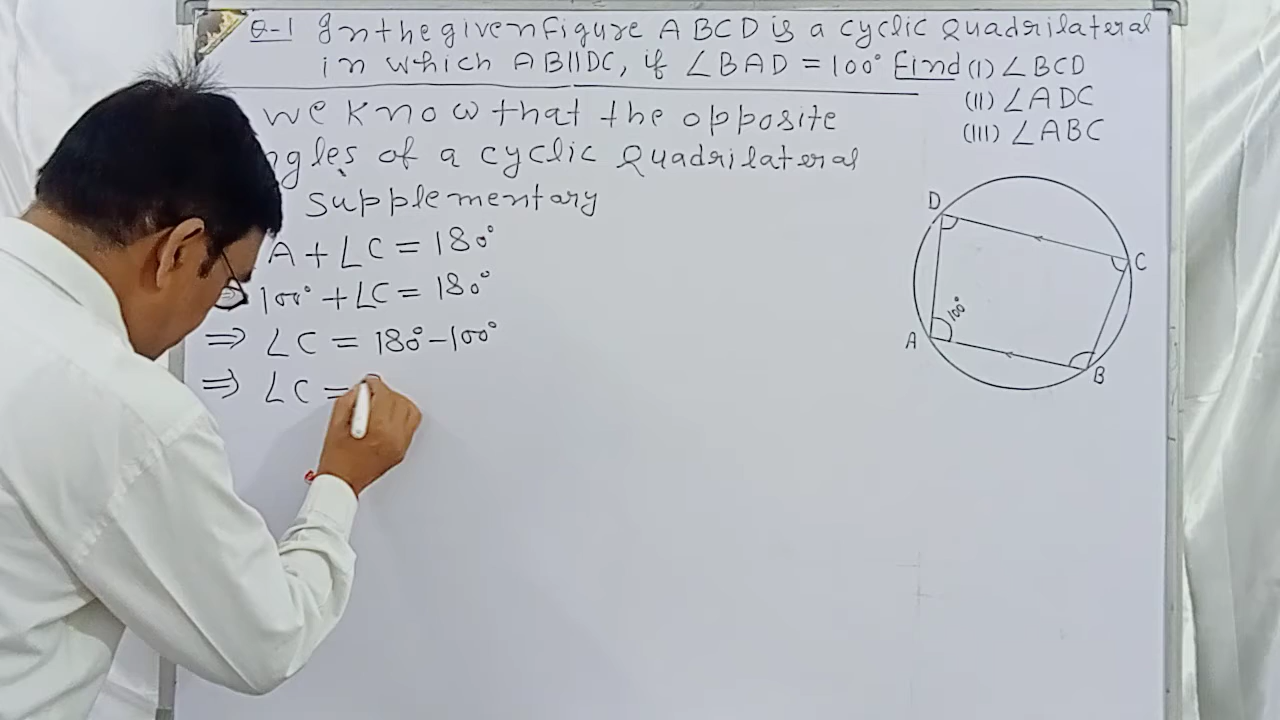 Q-1 In the given Figure ABCD is a cyclic Quadrilateral
in which AB||DC, if ∠BAD = 100° Find (I) ∠BCD
(II) ∠ADC
(III) ∠ABC
we know that the opposite
ngles of a cyclic Quadrilateral
supplementary
A + ∠C = 180°
100° + ∠C = 180°
⇒ ∠C = 180° - 100°
⇒ ∠C =
D
C
100°
A
B